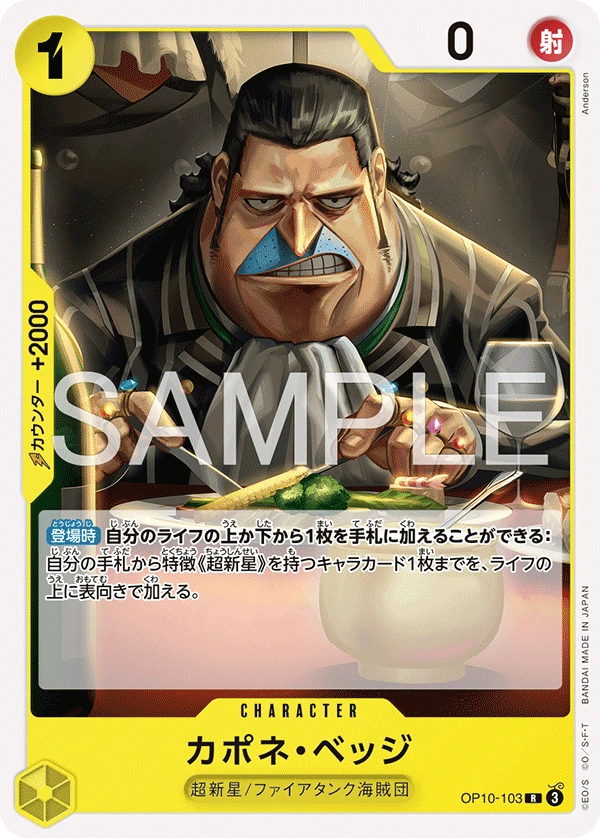 1
0
射
Anderson
カウンター +2000
SAMPLE
登場時 自分のライフの上か下から1枚を手札に加えることができる:
自分の手札から特徴《超新星》を持つキャラカード1枚までを、ライフの
上に表向きで加える。
CHARACTER
カポネ・ベッジ
超新星/ファイアタンク海賊団
OP10-103 R 3
©E.O/S ©O/S・F・T BANDAI MADE IN JAPAN